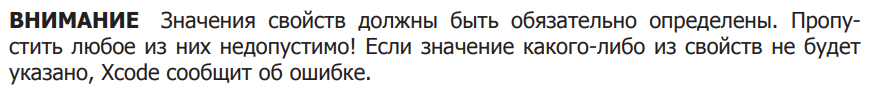 ВНИМАНИЕ Значения свойств должны быть обязательно определены. Пропу-
стить любое из них недопустимо! Если значение какого-либо из свойств не будет
указано, Xcode сообщит об ошибке.